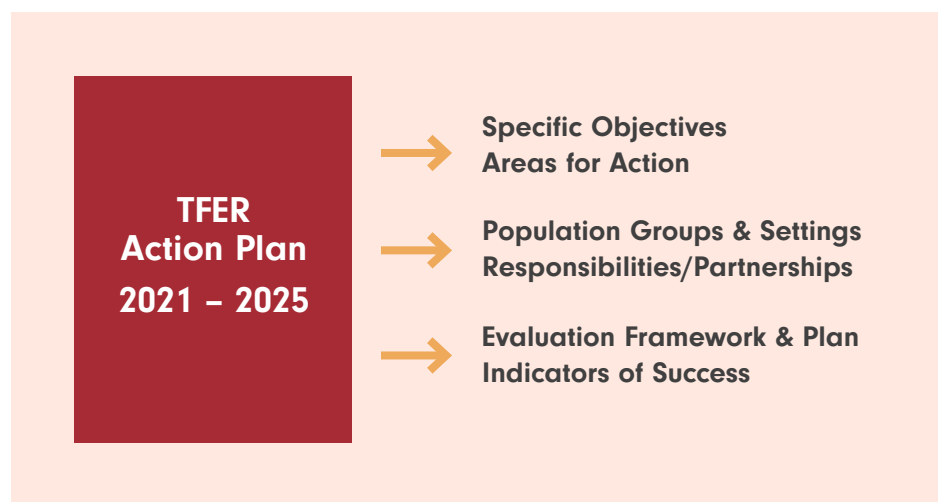 TFER
Action Plan
2021 – 2025
Specific Objectives
Areas for Action
Population Groups & Settings
Responsibilities/Partnerships
Evaluation Framework & Plan
Indicators of Success